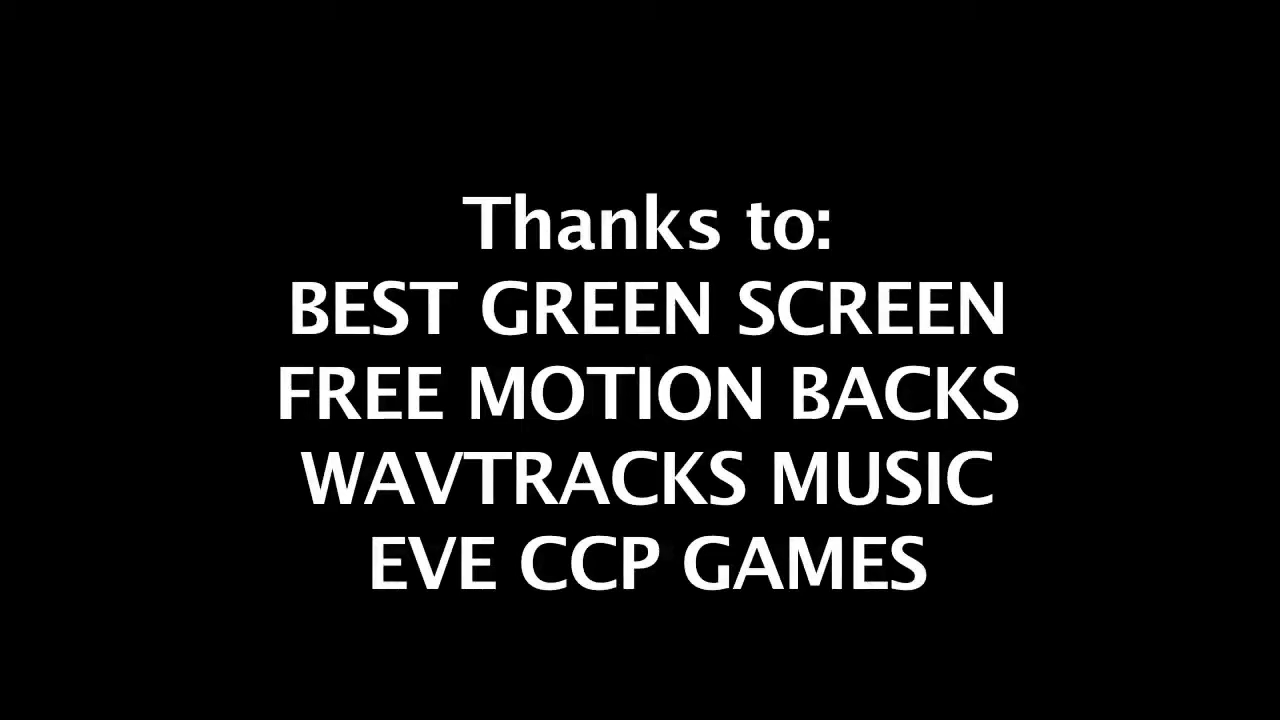 Thanks to:
BEST GREEN SCREEN
FREE MOTION BACKS
WAVTRACKS MUSIC
EVE CCP GAMES